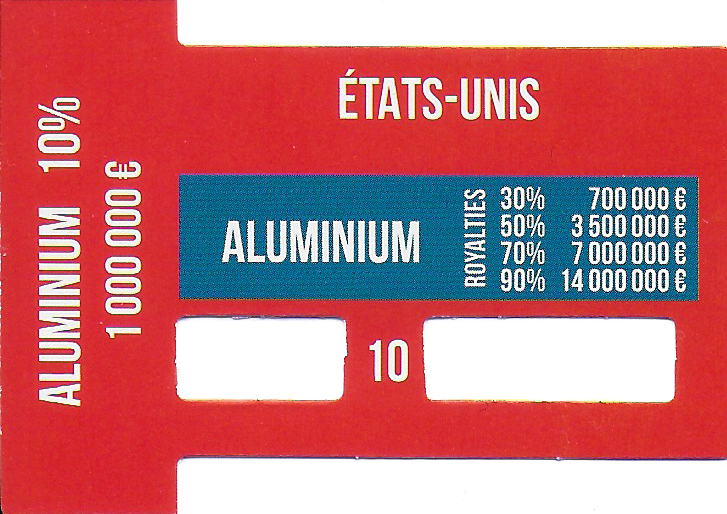 ALUMINIUM 10%
1 000 000 €
ÉTATS-UNIS
ALUMINIUM
ROYALTIES
30% 700 000 €
50% 3 500 000 €
70% 7 000 000 €
90% 14 000 000 €
10